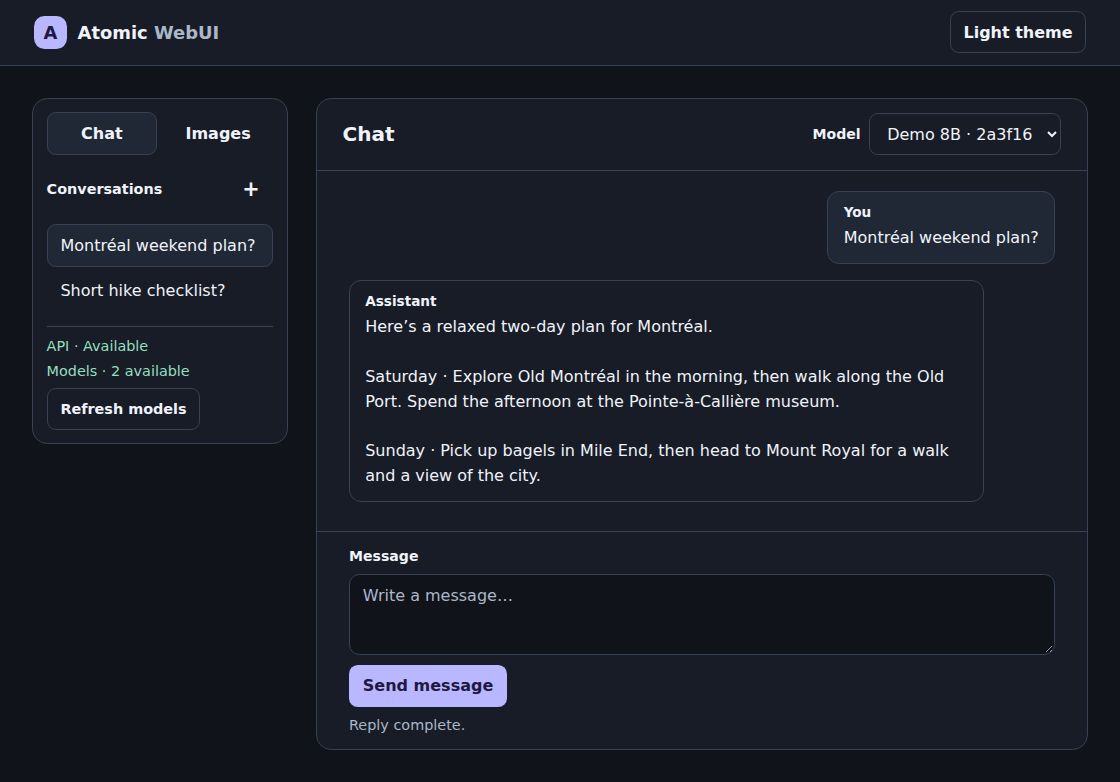 A Atomic WebUI
Light theme
Chat
Images
Conversations
+
Montréal weekend plan?
Short hike checklist?
API · Available
Models · 2 available
Refresh models
Chat
Model
Demo 8B · 2a3f16
You
Montréal weekend plan?
Assistant
Here’s a relaxed two-day plan for Montréal.
Saturday · Explore Old Montréal in the morning, then walk along the Old
Port. Spend the afternoon at the Pointe-à-Callière museum.
Sunday · Pick up bagels in Mile End, then head to Mount Royal for a walk
and a view of the city.
Message
Write a message…
Send message
Reply complete.